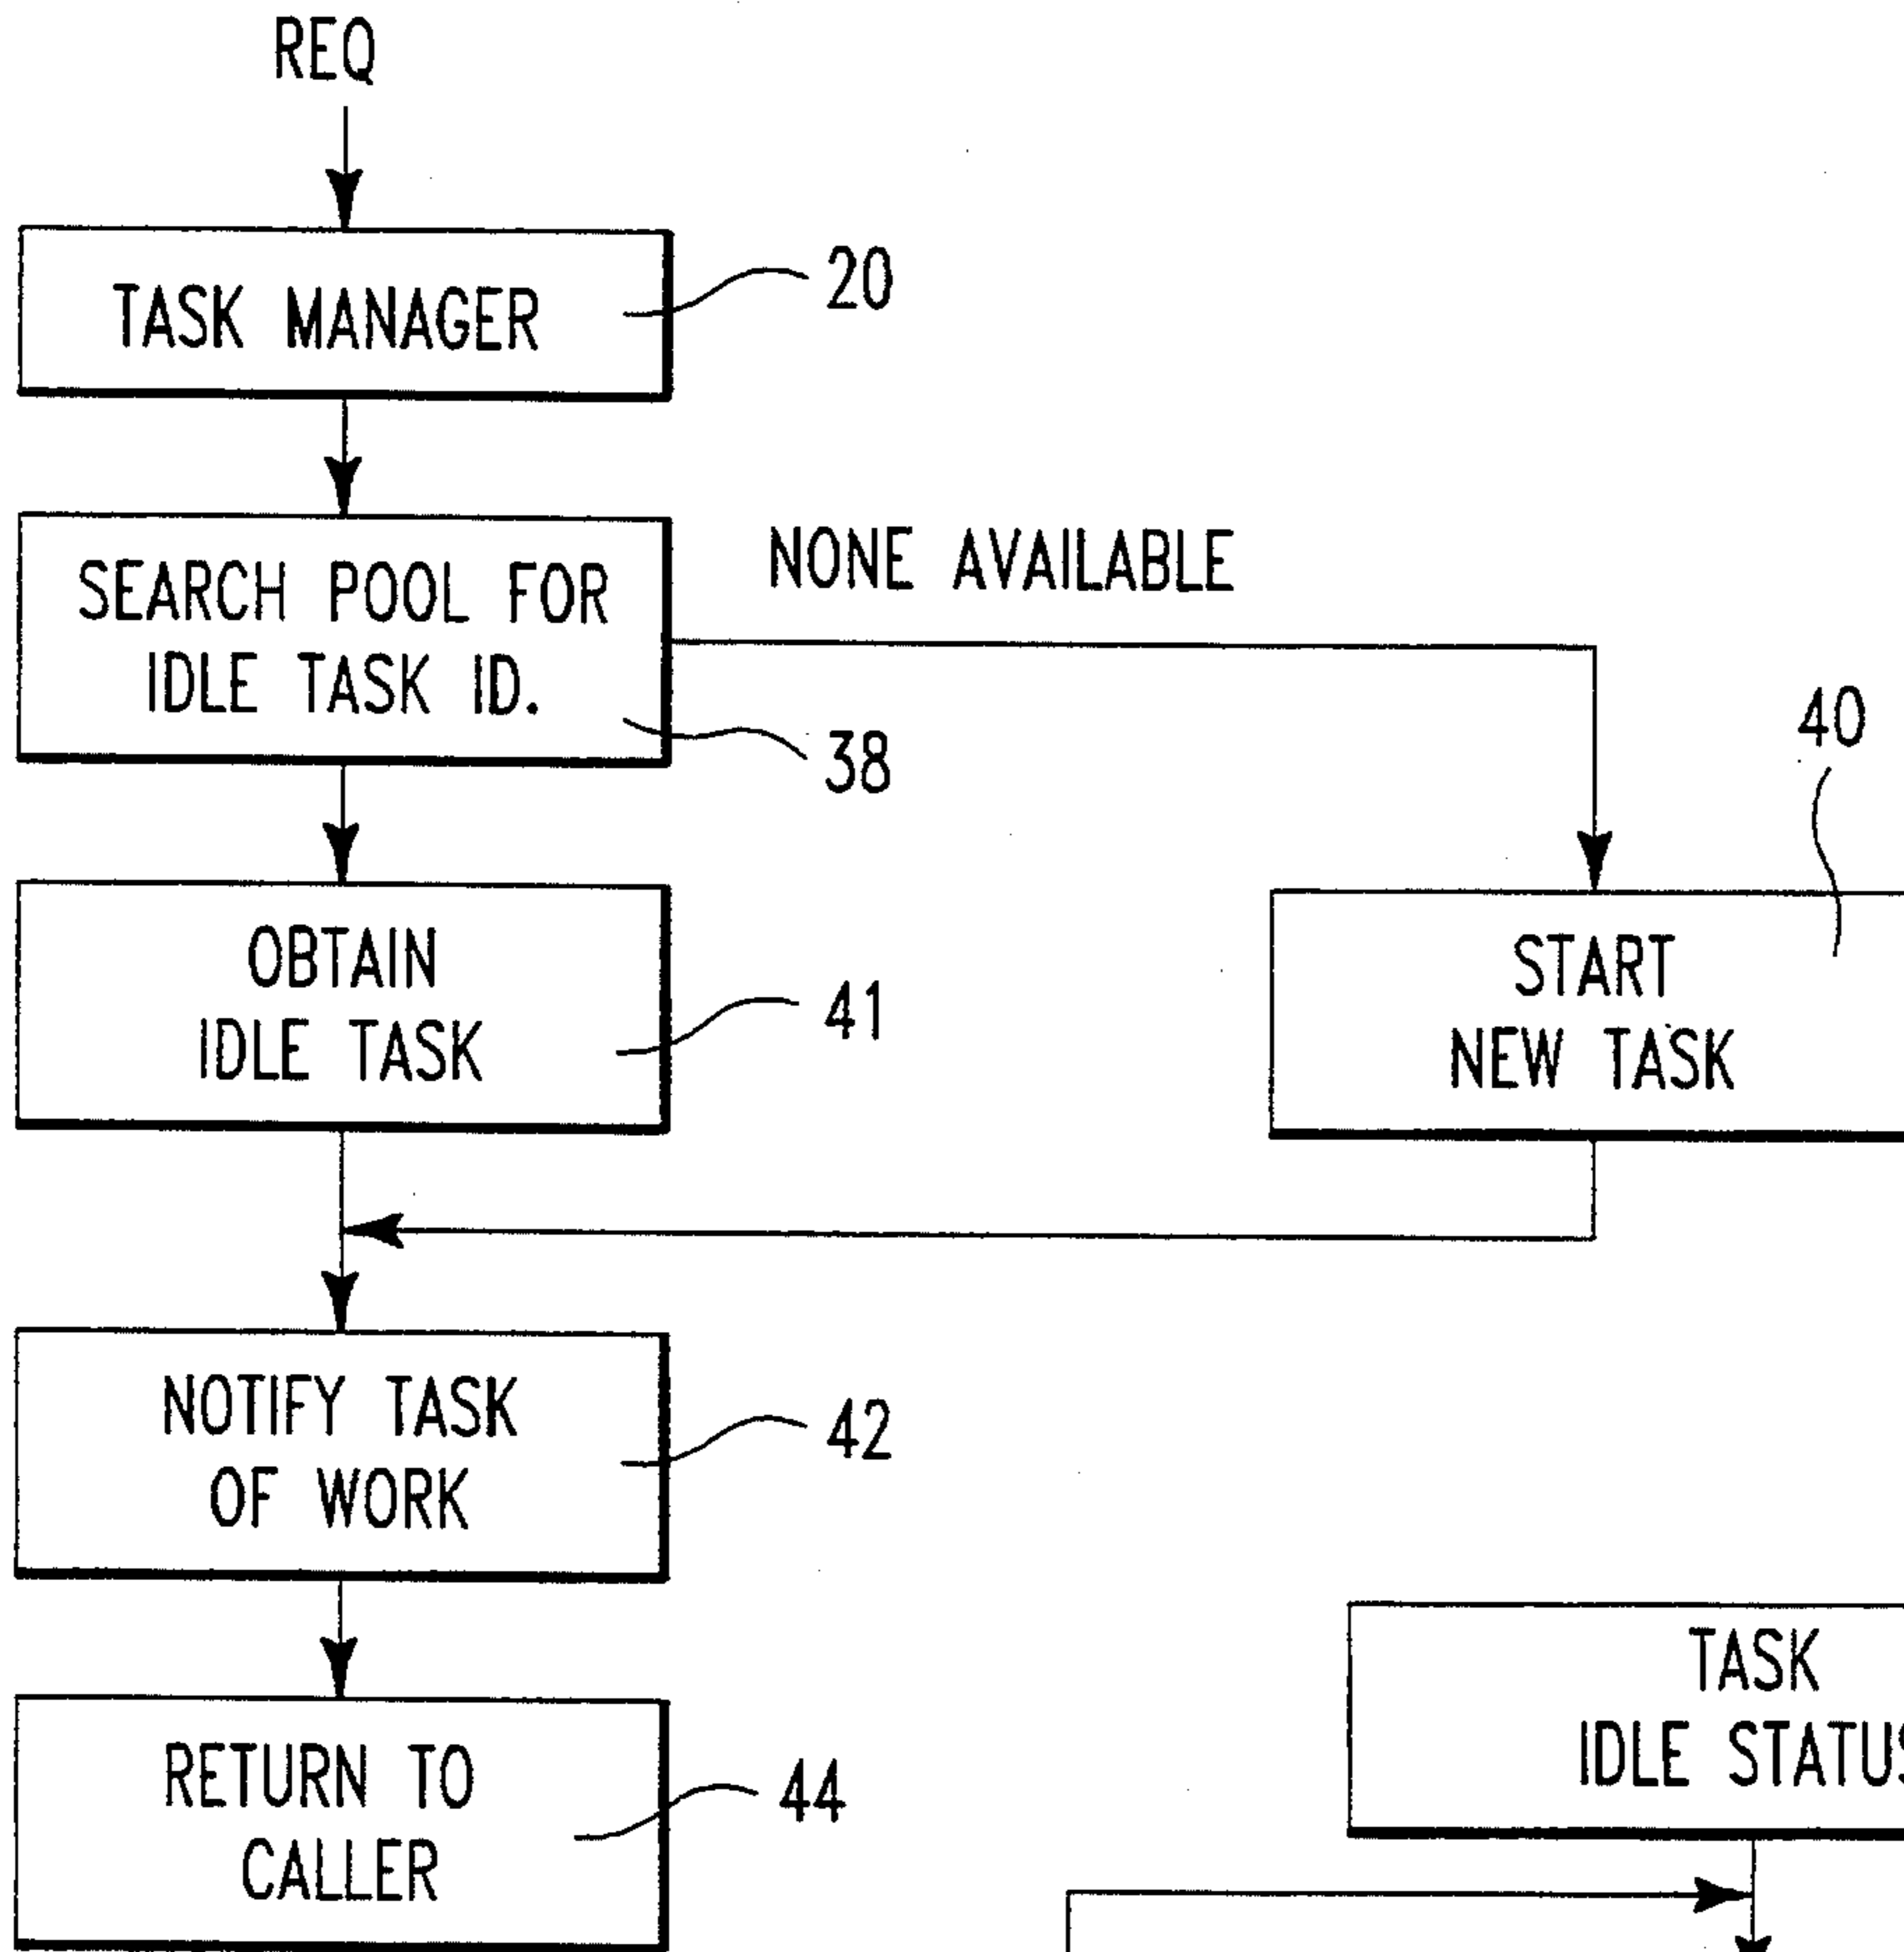 REQ
TASK MANAGER
20
SEARCH POOL FOR
IDLE TASK ID.
38
NONE AVAILABLE
40
OBTAIN
IDLE TASK
41
START
NEW TASK
NOTIFY TASK
OF WORK
42
RETURN TO
CALLER
44
TASK
IDLE STATUS